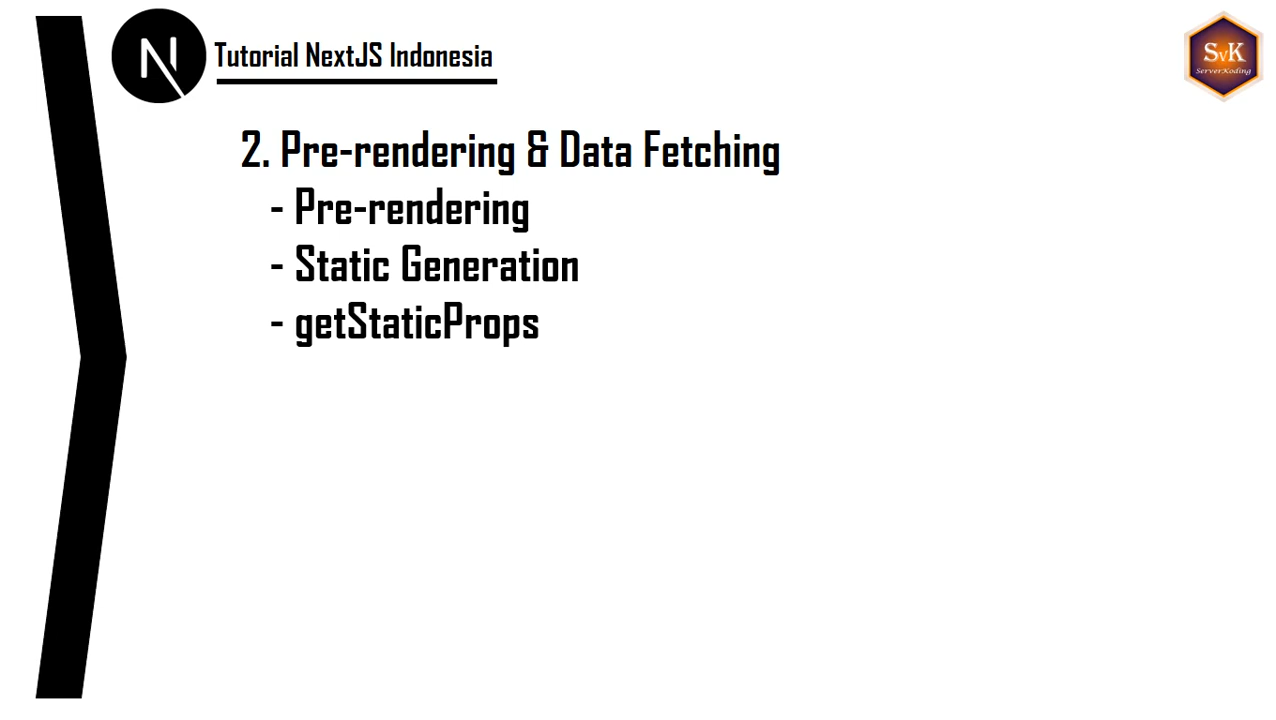 Tutorial NextJS Indonesia
SvK
ServerKoding
2. Pre-rendering & Data Fetching
- Pre-rendering
- Static Generation
- getStaticProps